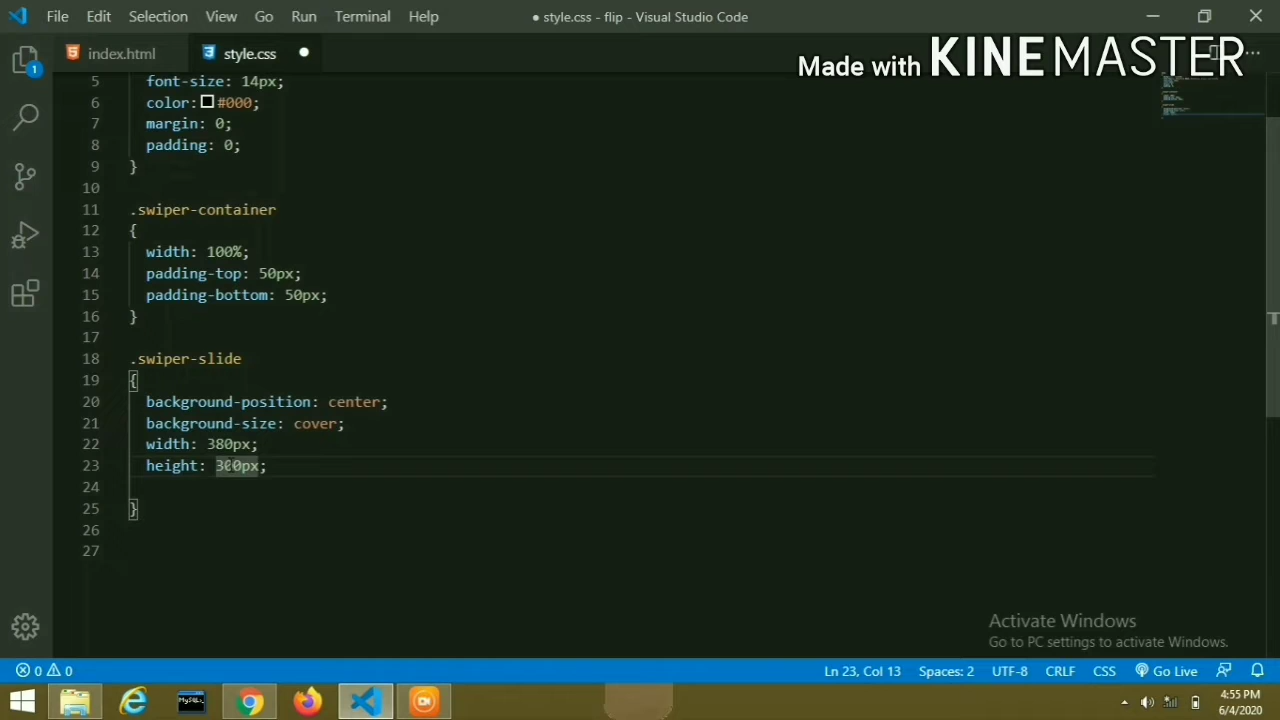 File Edit Selection View Go Run Terminal Help
● style.css - flip - Visual Studio Code
index.html
style.css
Made with KINEMASTER
1
5 font-size: 14px;
6 color: #000;
7 margin: 0;
8 padding: 0;
9 }
10
11 .swiper-container
12 {
13 width: 100%;
14 padding-top: 50px;
15 padding-bottom: 50px;
16 }
17
18 .swiper-slide
19 {
20 background-position: center;
21 background-size: cover;
22 width: 380px;
23 height: 300px;
24
25 }
26
27
Activate Windows
Go to PC settings to activate Windows.
0 0
Ln 23, Col 13 Spaces: 2 UTF-8 CRLF CSS Go Live
4:55 PM
6/4/2020